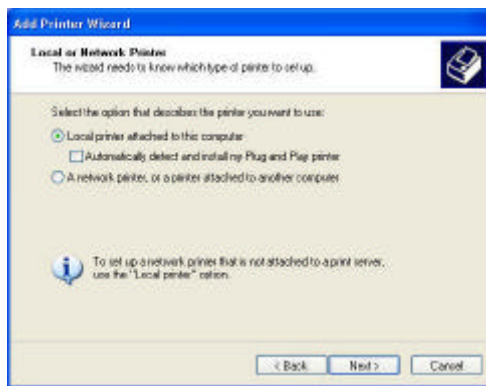 Add Printer Wizard
Local or Network Printer
The wizard needs to know which type of printer to set up.
Select the option that describes the printer you want to use:
Local printer attached to this computer
Automatically detect and install my Plug and Play printer
A network printer, or a printer attached to another computer
To set up a network printer that is not attached to a print server,
use the "Local printer" option.
< Back
Next >
Cancel